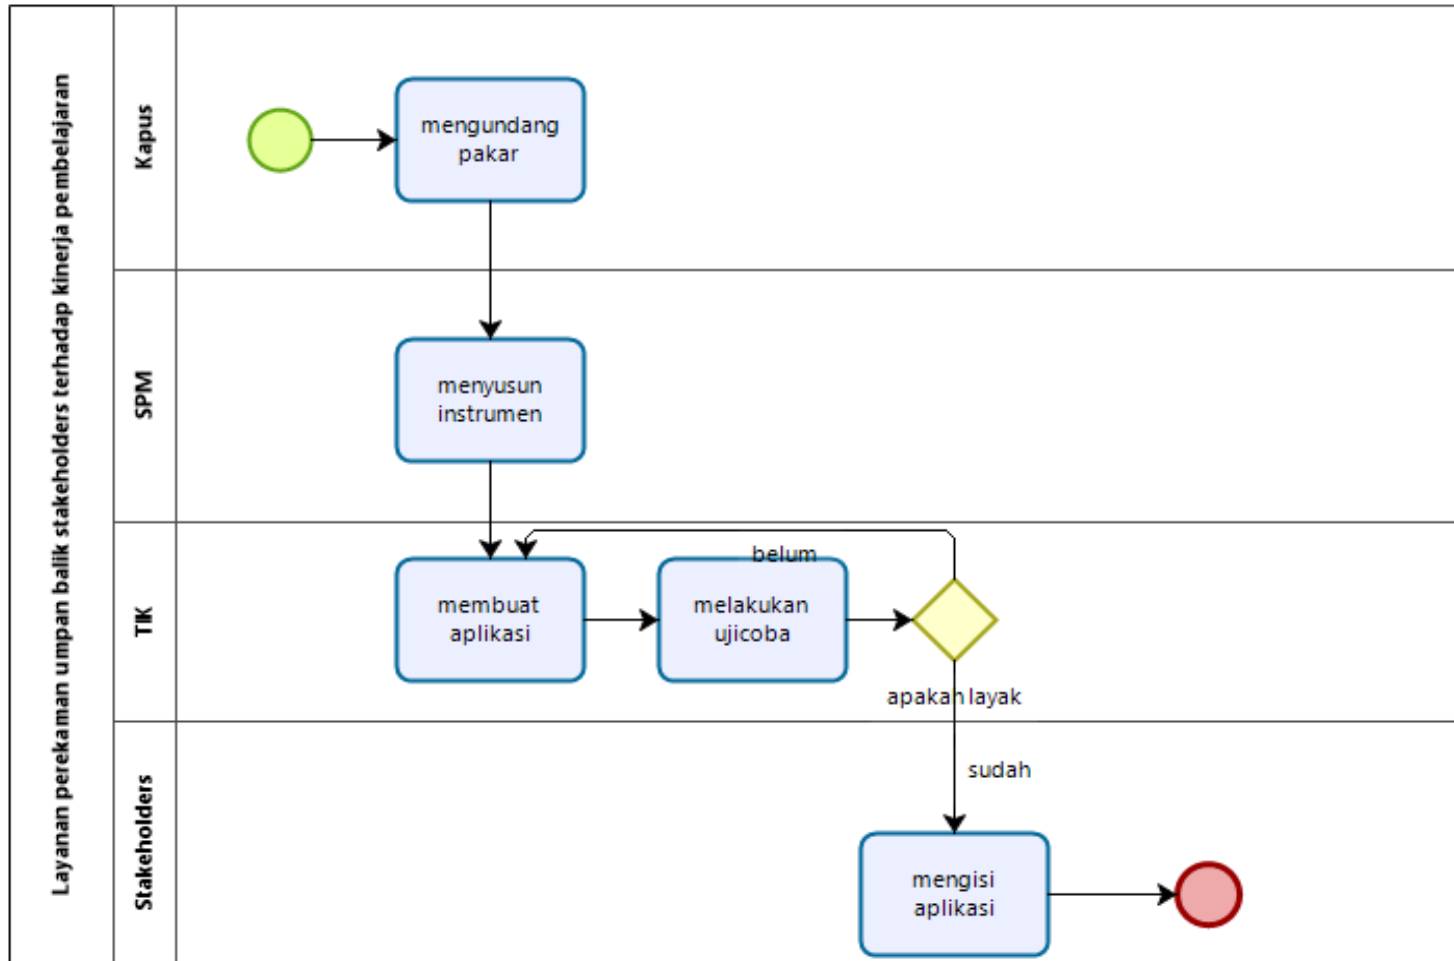 Layanan perekaman umpan balik stakeholders terhadap kinerja pembelajaran
Kapus
mengundang
pakar
SPM
menyusun
instrumen
TIK
belum
membuat
aplikasi
melakukan
ujicoba
apakah layak
Stakeholders
sudah
mengisi
aplikasi